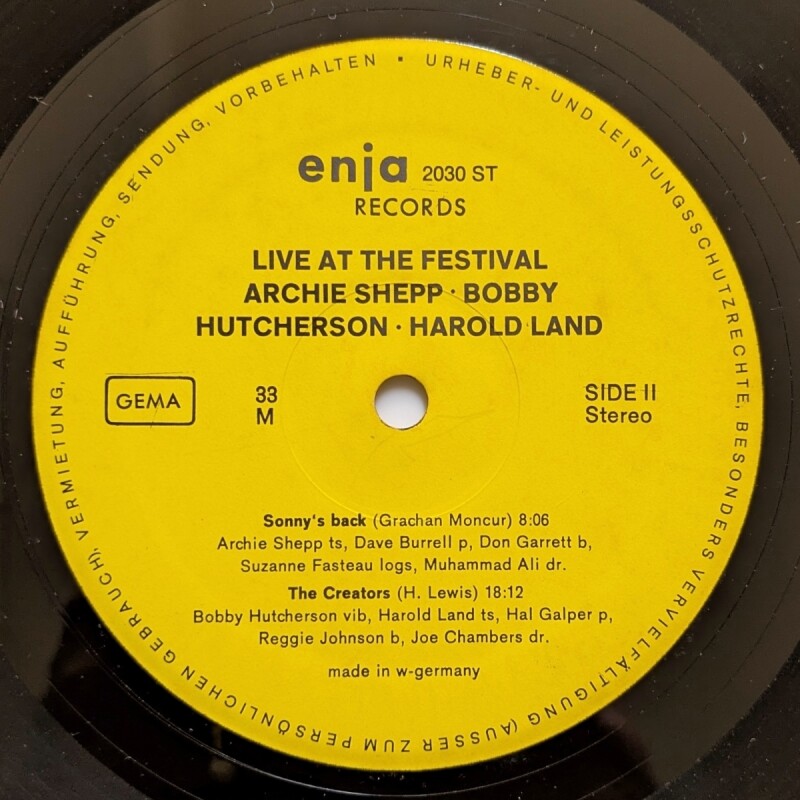 URHEBER- UND LEISTUNGSSCHUTZRECHTE, BESONDERS VERVIELFÄLTIGUNG (AUSSER ZUM PERSÖNLICHEN GEBRAUCH), VERMIETUNG, AUFFÜHRUNG, SENDUNG, VORBEHALTEN ·
enja 2030 ST
RECORDS
LIVE AT THE FESTIVAL
ARCHIE SHEPP · BOBBY
HUTCHERSON · HAROLD LAND
GEMA
33
M
SIDE II
Stereo
Sonny's back (Grachan Moncur) 8:06
Archie Shepp ts, Dave Burrell p, Don Garrett b,
Suzanne Fasteau logs, Muhammad Ali dr.
The Creators (H. Lewis) 18:12
Bobby Hutcherson vib, Harold Land ts, Hal Galper p,
Reggie Johnson b, Joe Chambers dr.
made in w-germany